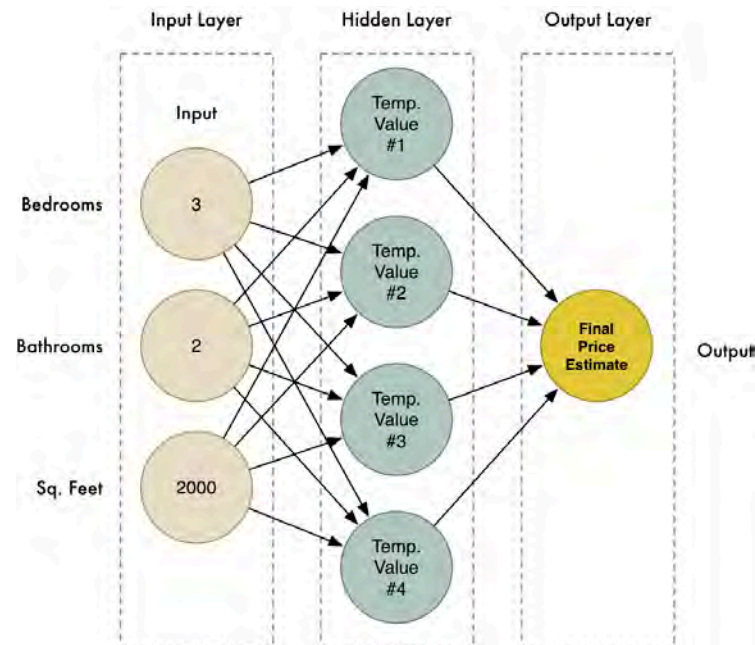 Input Layer
Hidden Layer
Output Layer
Input
Bedrooms
3
Bathrooms
2
Sq. Feet
2000
Temp.
Value
#1
Temp.
Value
#2
Temp.
Value
#3
Temp.
Value
#4
Final
Price
Estimate
Output